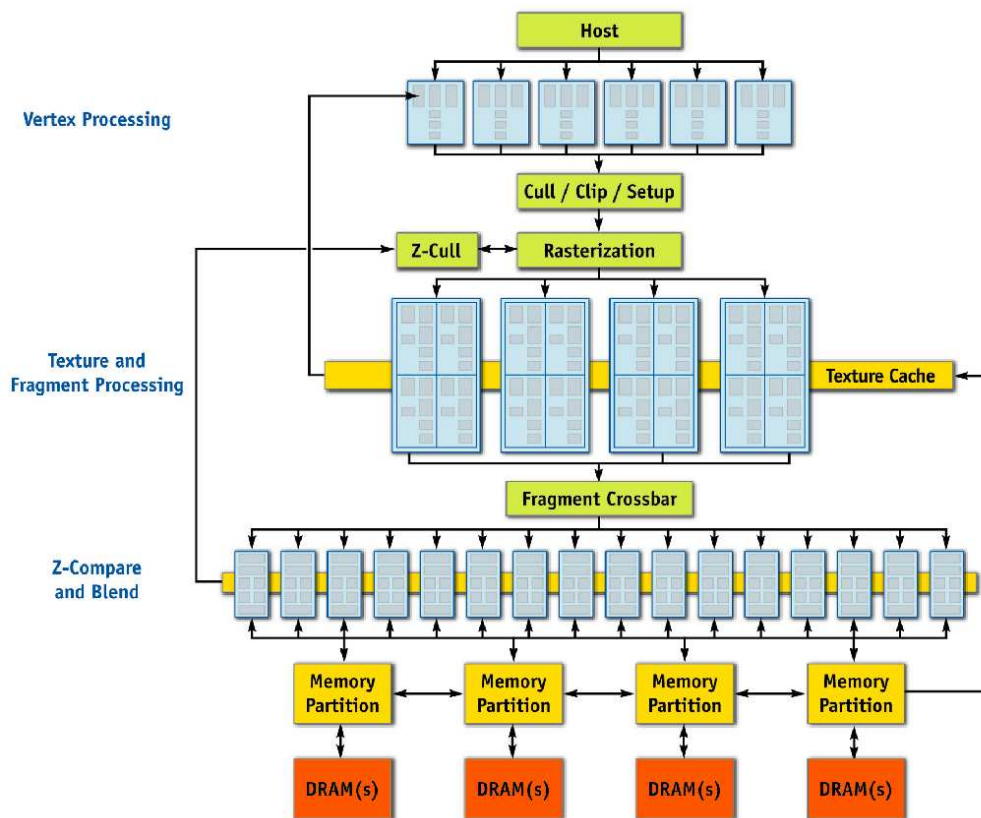 Host
Vertex Processing
Cull / Clip / Setup
Z-Cull
Rasterization
Texture and
Fragment Processing
Texture Cache
Fragment Crossbar
Z-Compare
and Blend
Memory
Partition
Memory
Partition
Memory
Partition
Memory
Partition
DRAM(s)
DRAM(s)
DRAM(s)
DRAM(s)